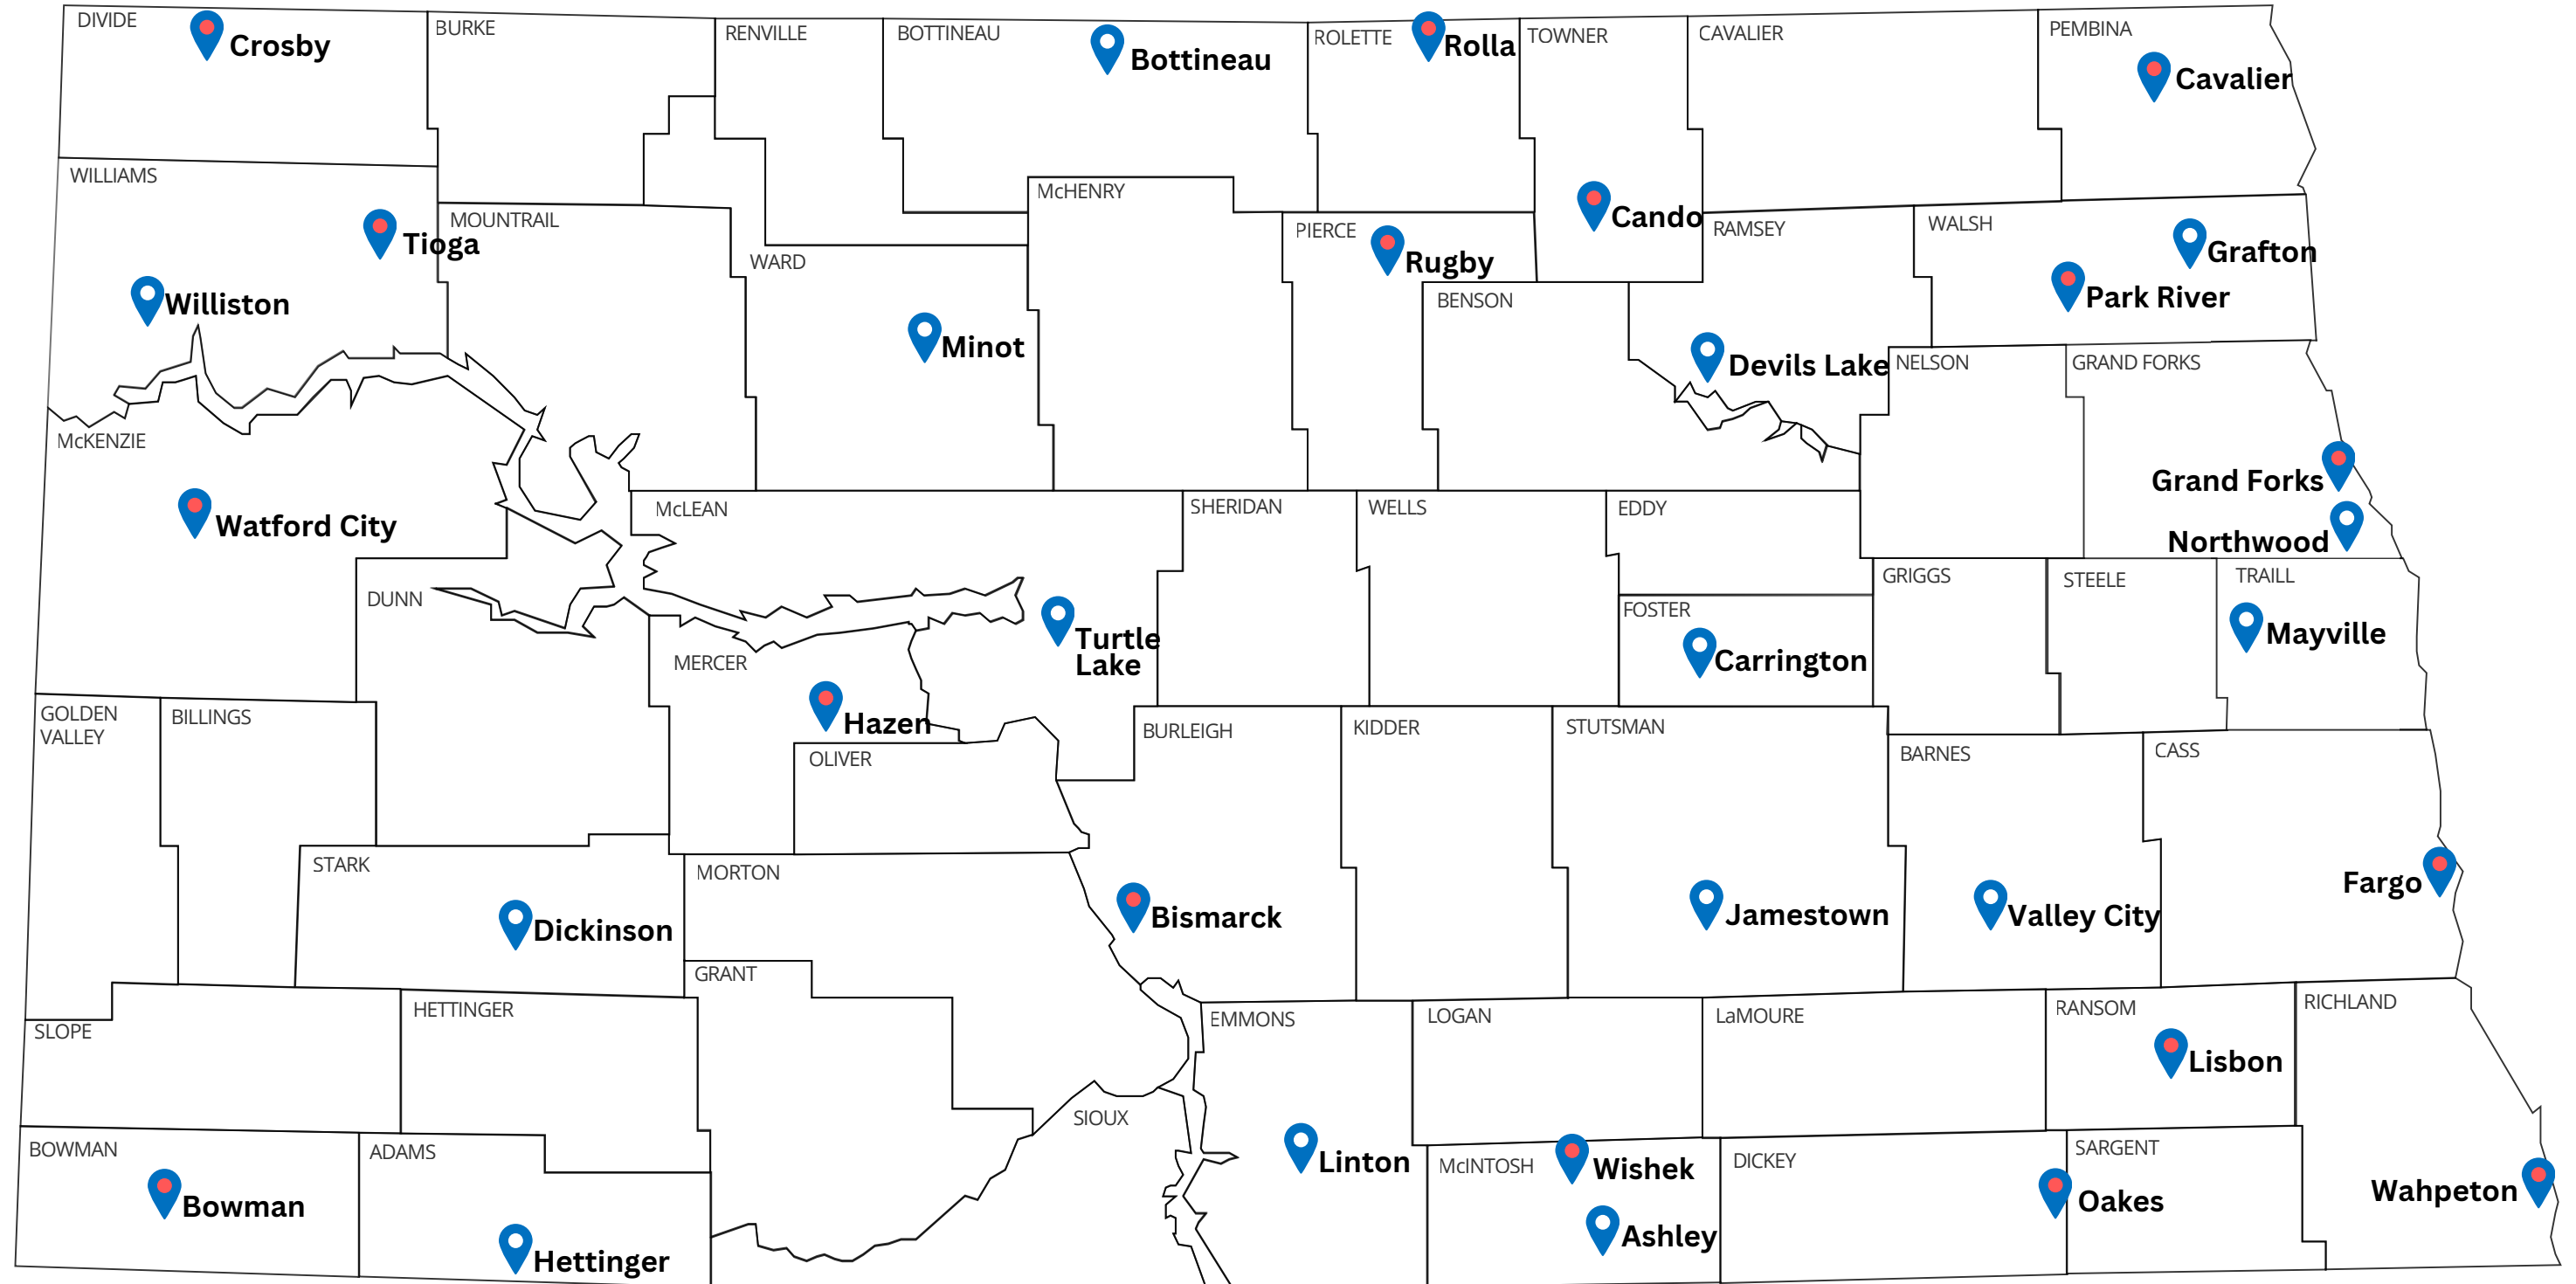 DIVIDE
Crosby
BURKE
RENVILLE
BOTTINEAU
Bottineau
ROLETTE
Rolla
TOWNER
CAVALIER
PEMBINA
Cavalier
WILLIAMS
Tioga
MOUNTRAIL
Williston
WARD
Minot
McHENRY
PIERCE
Rugby
Cando
RAMSEY
WALSH
Grafton
Park River
BENSON
Devils Lake
NELSON
GRAND FORKS
McKENZIE
Watford City
Grand Forks
Northwood
McLEAN
SHERIDAN
WELLS
EDDY
DUNN
Turtle
Lake
MERCER
Hazen
FOSTER
Carrington
GRIGGS
STEELE
TRAILL
Mayville
GOLDEN
VALLEY
BILLINGS
OLIVER
BURLEIGH
KIDDER
STUTSMAN
BARNES
CASS
STARK
Dickinson
MORTON
Bismarck
Jamestown
Valley City
Fargo
GRANT
SLOPE
HETTINGER
EMMONS
LOGAN
LaMOURE
RANSOM
Lisbon
RICHLAND
SIOUX
Linton
BOWMAN
Bowman
ADAMS
Hettinger
McINTOSH
Wishek
Ashley
DICKEY
SARGENT
Oakes
Wahpeton